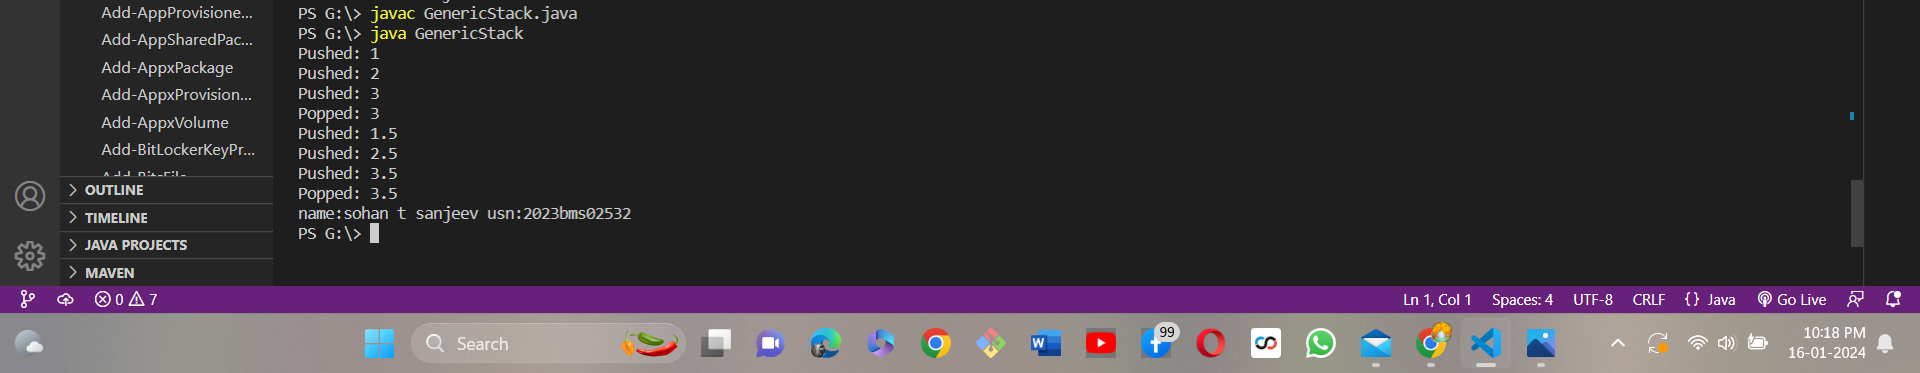 Add-AppProvisione...
Add-AppSharedPac...
Add-AppxPackage
Add-AppxProvision...
Add-AppxVolume
Add-BitLockerKeyPr...
Add-BitsFile
OUTLINE
TIMELINE
JAVA PROJECTS
MAVEN
PS G:\> javac GenericStack.java
PS G:\> java GenericStack
Pushed: 1
Pushed: 2
Pushed: 3
Popped: 3
Pushed: 1.5
Pushed: 2.5
Pushed: 3.5
Popped: 3.5
name:sohan t sanjeev usn:2023bms02532
PS G:\>
0 7 Ln 1, Col 1 Spaces: 4 UTF-8 CRLF {} Java Go Live
Search 99 10:18 PM
16-01-2024